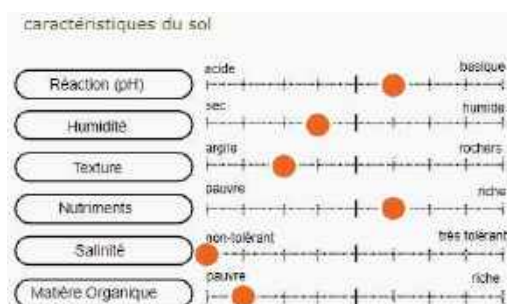 caractéristiques du sol
acide basique
Réaction (pH)
sec humide
Humidité
argile rochers
Texture
pauvre riche
Nutriments
non-tolérant très tolérant
Salinité
pauvre riche
Matière Organique